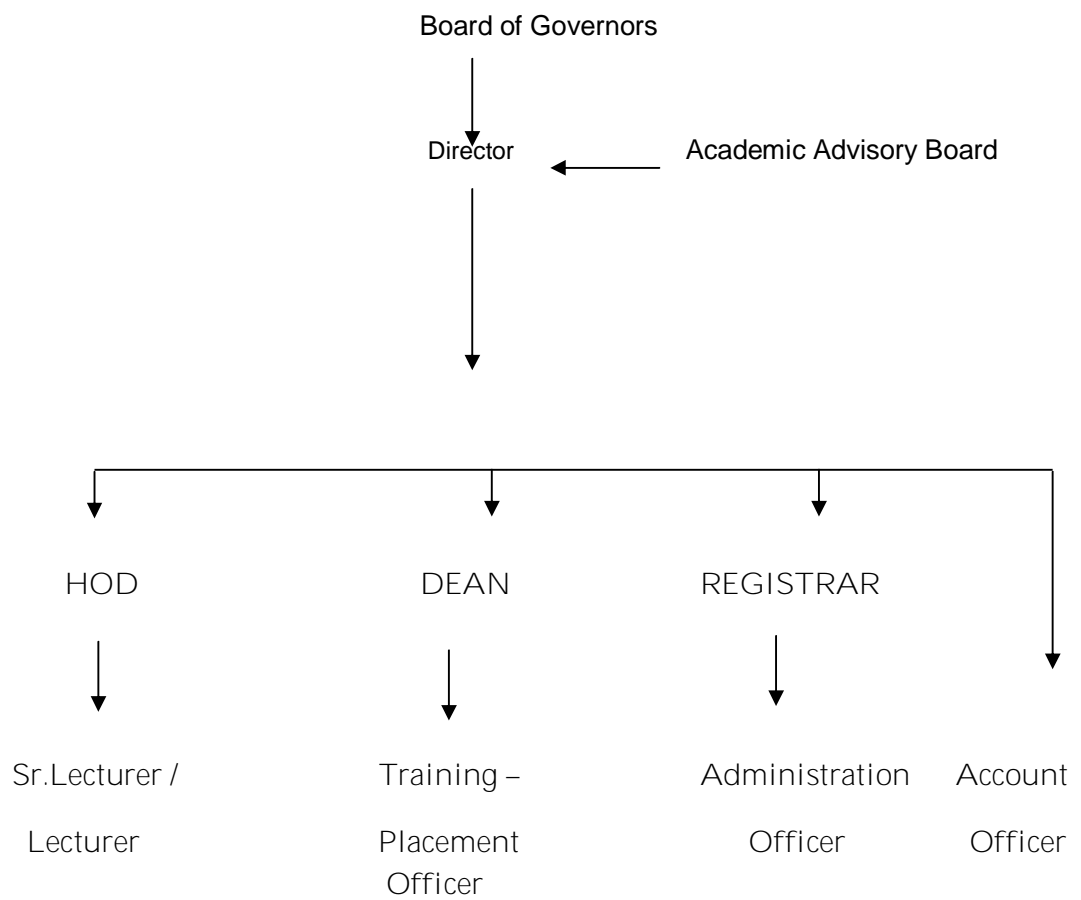 Board of Governors
Director
Academic Advisory Board
HOD
DEAN
REGISTRAR
Sr.Lecturer /
Lecturer
Training –
Placement
Officer
Administration
Officer
Account
Officer